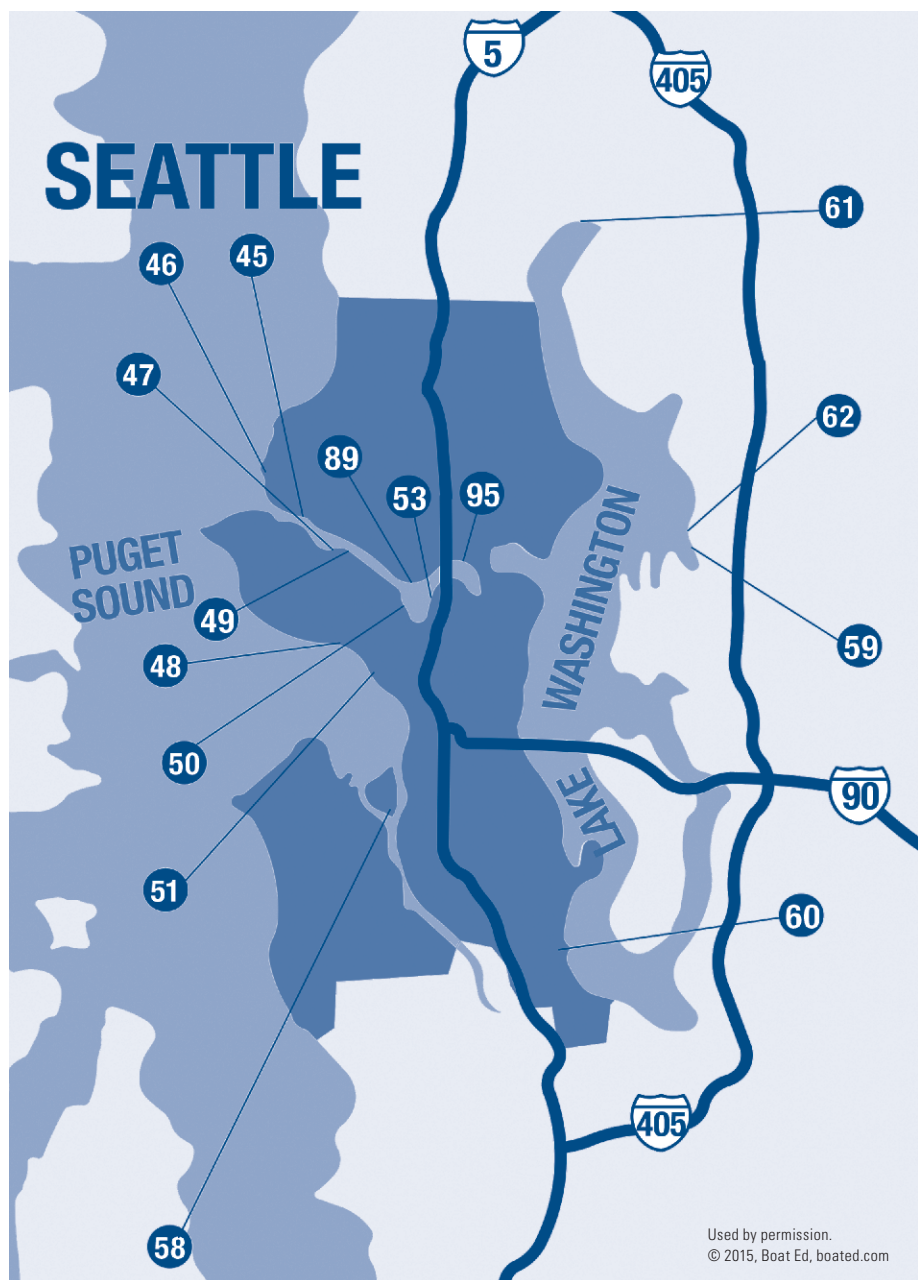 5
405
SEATTLE
61
45
46
47
62
89
53
95
WASHINGTON
PUGET
SOUND
49
59
48
50
LAKE
90
51
60
405
58
Used by permission.
© 2015, Boat Ed, boated.com